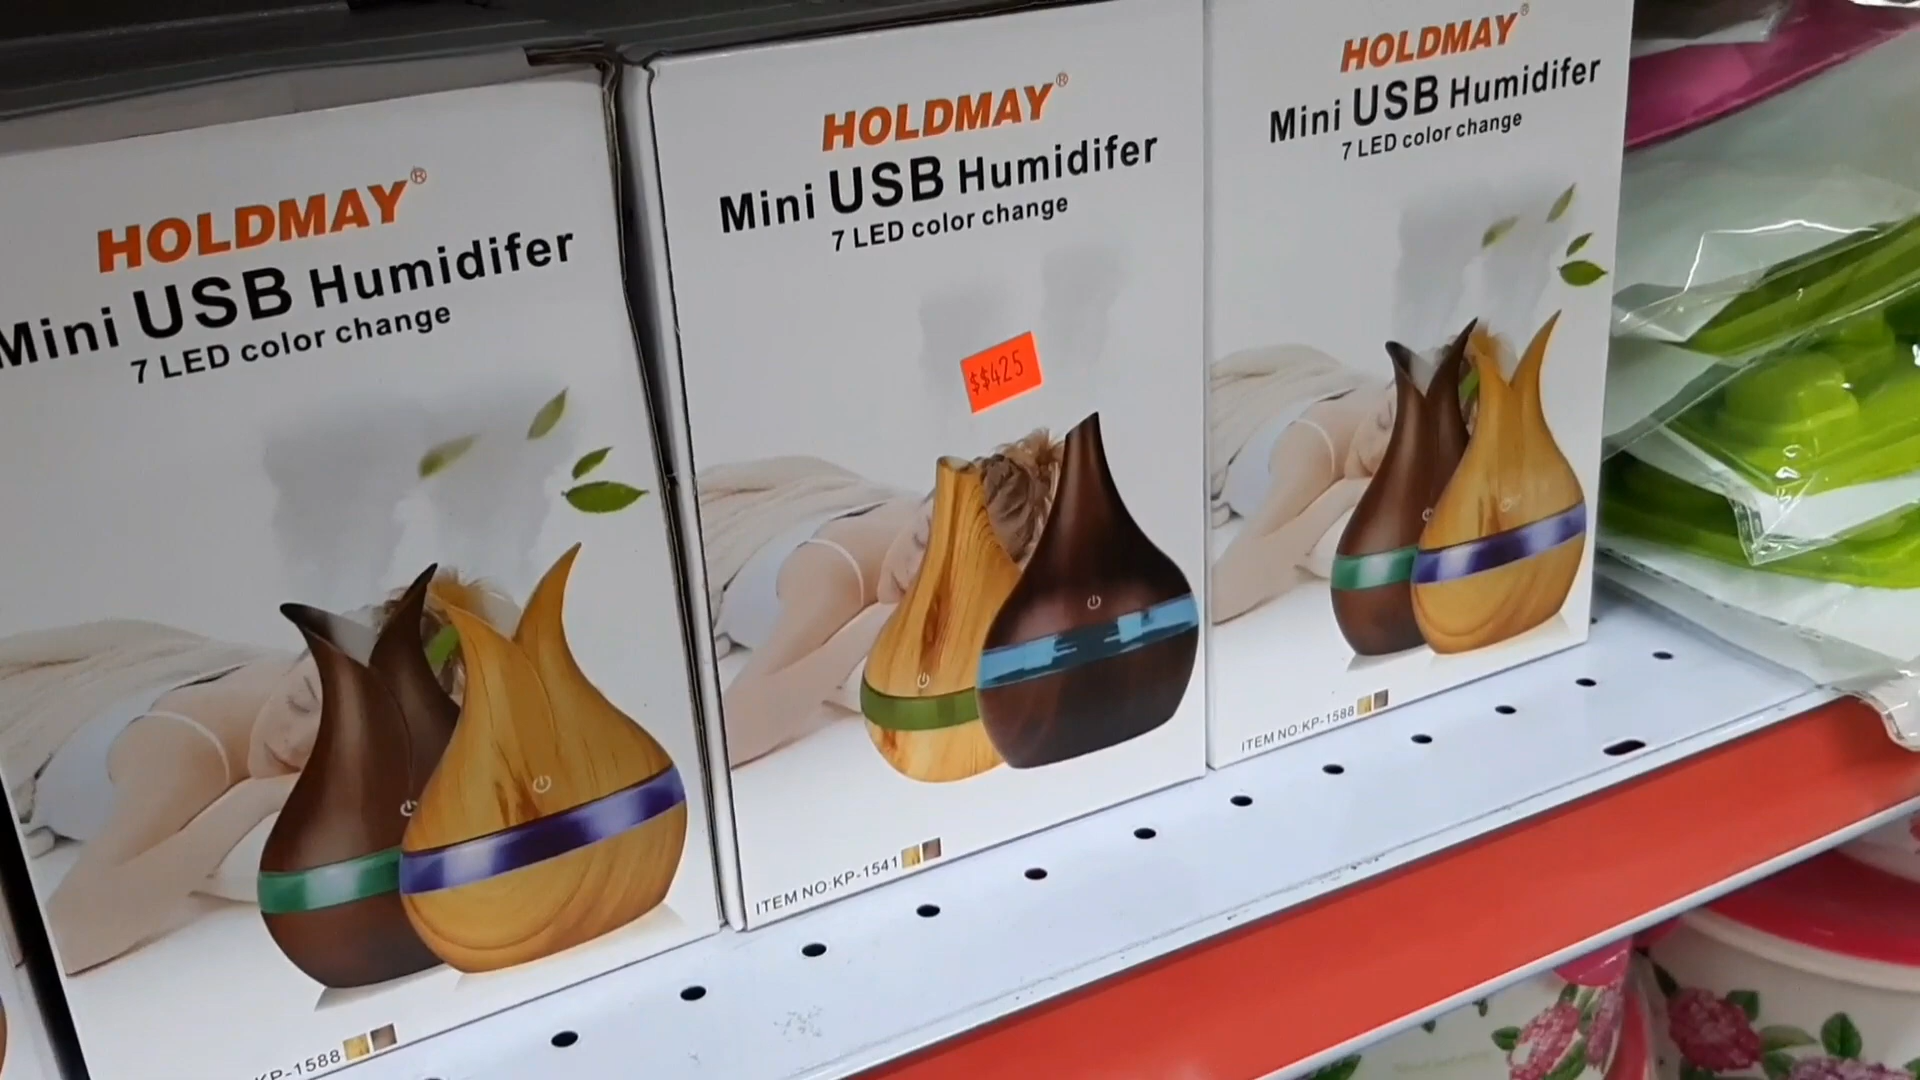 HOLDMAY®
Mini USB Humidifer
7 LED color change
KP-1588
HOLDMAY®
Mini USB Humidifer
7 LED color change
$$425
ITEM NO:KP-1541
HOLDMAY®
Mini USB Humidifer
7 LED color change
ITEM NO:KP-1588